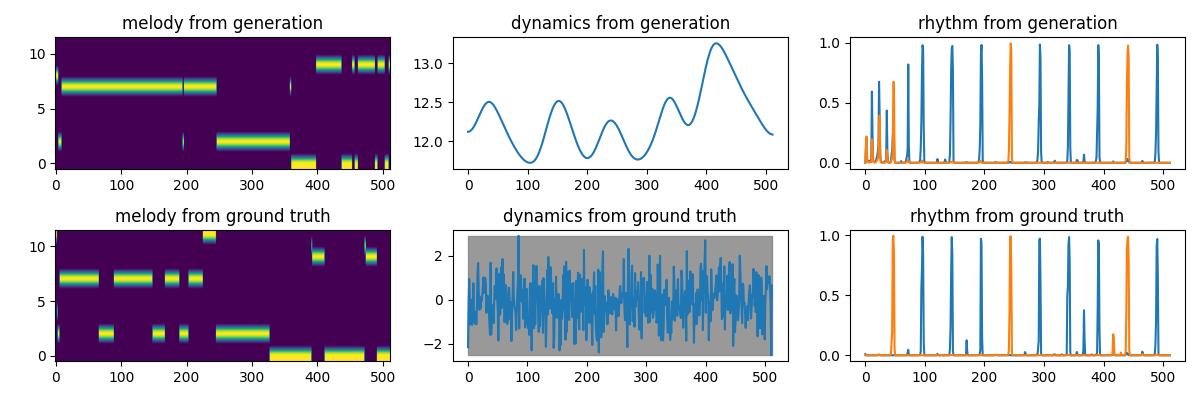 melody from generation
10
5
0
0 100 200 300 400 500
dynamics from generation
13.0
12.5
12.0
0 100 200 300 400 500
rhythm from generation
1.0
0.5
0.0
0 100 200 300 400 500
melody from ground truth
10
5
0
0 100 200 300 400 500
dynamics from ground truth
2
0
−2
0 100 200 300 400 500
rhythm from ground truth
1.0
0.5
0.0
0 100 200 300 400 500